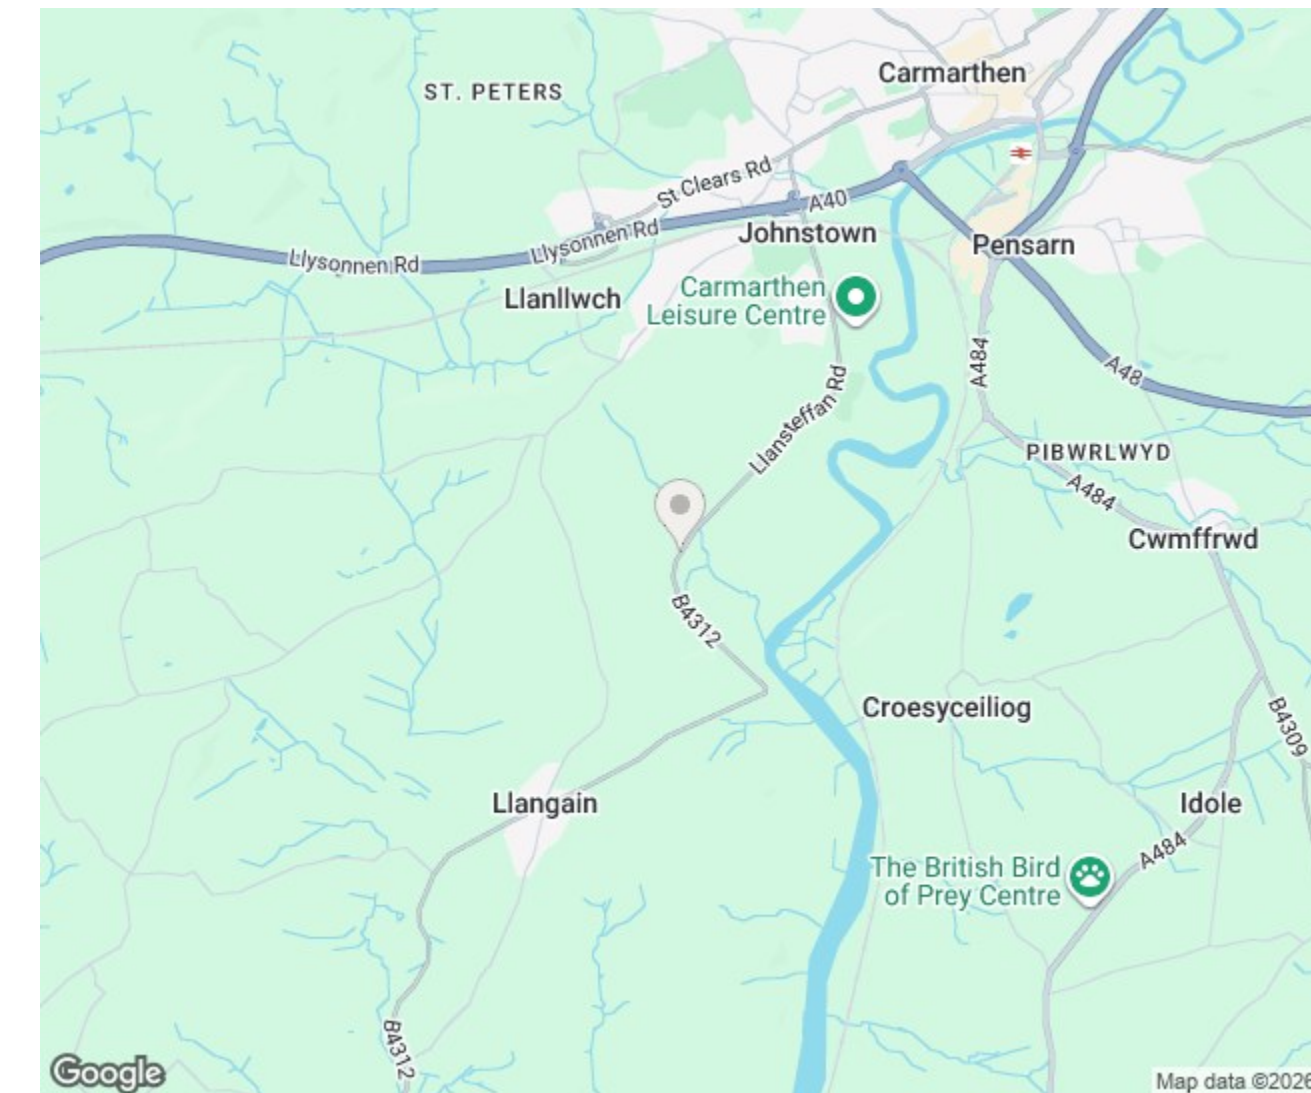 Carmarthen
ST. PETERS
St Clears Rd
A40
Llysonnen Rd
Johnstown
Pensarn
Llysonnen Rd
Llanllwch
Carmarthen
Leisure Centre
A484
A48
Llansteffan Rd
PIBWRLWYD
A484
Cwmffrwd
B4312
Croesyceiliog
B4309
Llangain
Idole
A484
The British Bird
of Prey Centre
B4312
Google
Map data ©2026